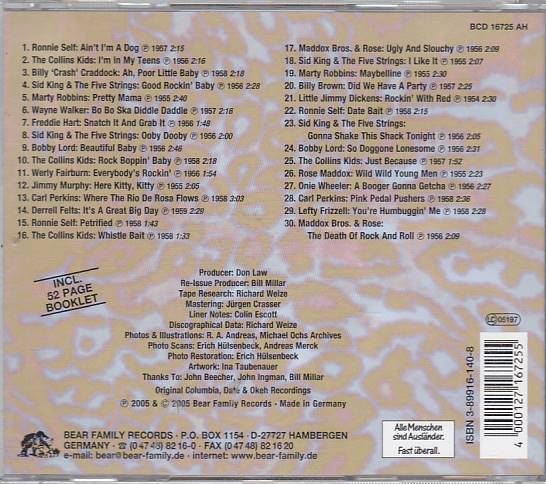 BCD 16725 AH
1. Ronnie Self: Ain't I'm A Dog ℗ 1957 2:15
2. The Collins Kids: I'm In My Teens ℗ 1956 2:16
3. Billy 'Crash' Craddock: Ah, Poor Little Baby ℗ 1958 2:18
4. Sid King & The Five Strings: Good Rockin' Baby ℗ 1956 2:28
5. Marty Robbins: Pretty Mama ℗ 1955 2:40
6. Wayne Walker: Bo Bo Ska Diddle Daddle ℗ 1957 2:16
7. Freddie Hart: Snatch It And Grab It ℗ 1956 1:48
8. Sid King & The Five Strings: Ooby Dooby ℗ 1956 2:00
9. Bobby Lord: Beautiful Baby ℗ 1956 2:46
10. The Collins Kids: Rock Boppin' Baby ℗ 1958 2:18
11. Werly Fairburn: Everybody's Rockin' ℗ 1956 1:54
12. Jimmy Murphy: Here Kitty, Kitty ℗ 1955 2:05
13. Carl Perkins: Where The Rio De Rosa Flows ℗ 1958 3:03
14. Derrell Felts: It's A Great Big Day ℗ 1959 2:28
15. Ronnie Self: Petrified ℗ 1958 1:43
16. The Collins Kids: Whistle Bait ℗ 1958 1:33
17. Maddox Bros. & Rose: Ugly And Slouchy ℗ 1956 2:09
18. Sid King & The Five Strings: I Like It ℗ 1955 2:07
19. Marty Robbins: Maybelline ℗ 1955 2:30
20. Billy Brown: Did We Have A Party ℗ 1957 2:25
21. Little Jimmy Dickens: Rockin' With Red ℗ 1954 2:30
22. Ronnie Self: Date Bait ℗ 1958 2:15
23. Sid King & The Five Strings:
Gonna Shake This Shack Tonight ℗ 1956 2:05
24. Bobby Lord: So Doggone Lonesome ℗ 1956 2:31
25. The Collins Kids: Just Because ℗ 1957 1:52
26. Rose Maddox: Wild Wild Young Men ℗ 1955 2:23
27. Onie Wheeler: A Booger Gonna Getcha ℗ 1956 2:27
28. Carl Perkins: Pink Pedal Pushers ℗ 1958 2:36
29. Lefty Frizzell: You're Humbuggin' Me ℗ 1958 2:28
30. Maddox Bros. & Rose:
The Death Of Rock And Roll ℗ 1956 2:09
INCL.
52 PAGE
BOOKLET
Producer: Don Law
Re-Issue Producer: Bill Millar
Tape Research: Richard Weize
Mastering: Jürgen Crasser
Liner Notes: Colin Escott
Discographical Data: Richard Weize
Photos & Illustrations: R. A. Andreas, Michael Ochs Archives
Photo Scans: Erich Hülsenbeck, Andreas Merck
Photo Restoration: Erich Hülsenbeck
Artwork: Ina Taubenauer
Thanks To: John Beecher, John Ingman, Bill Millar
Original Columbia, Date & Okeh Recordings
℗ 2005 & © 2005 Bear Family Records - Made in Germany
LC 05197
ISBN 3-89916-140-8
4 000127 167255
BEAR FAMILY RECORDS · P.O. BOX 1154 · D-27727 HAMBERGEN
GERMANY · ☎ (0 47 48) 82 16-0 · FAX (0 47 48) 82 16 20
e-mail: bear@bear-family.de · internet: www.bear-family.de
Alle Menschen
sind Ausländer.
Fast überall.